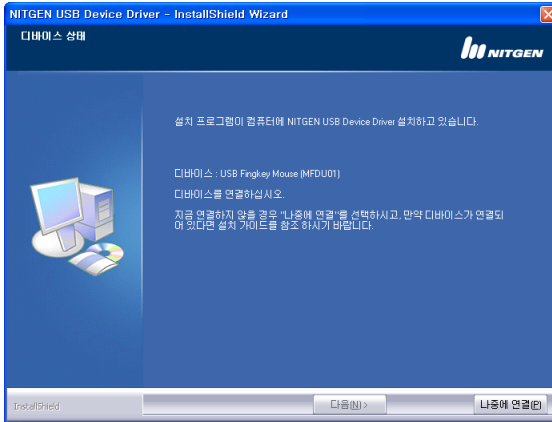 NITGEN USB Device Driver - InstallShield Wizard
디바이스 상태
NITGEN
설치 프로그램이 컴퓨터에 NITGEN USB Device Driver 설치하고 있습니다.
디바이스 : USB Fingkey Mouse (MFDU01)
디바이스를 연결하십시오.
지금 연결하지 않을 경우 "나중에 연결"를 선택하시고, 만약 디바이스가 연결되
어 있다면 설치 가이드를 참조 하시기 바랍니다.
InstallShield
다음(N) >
나중에 연결(P)